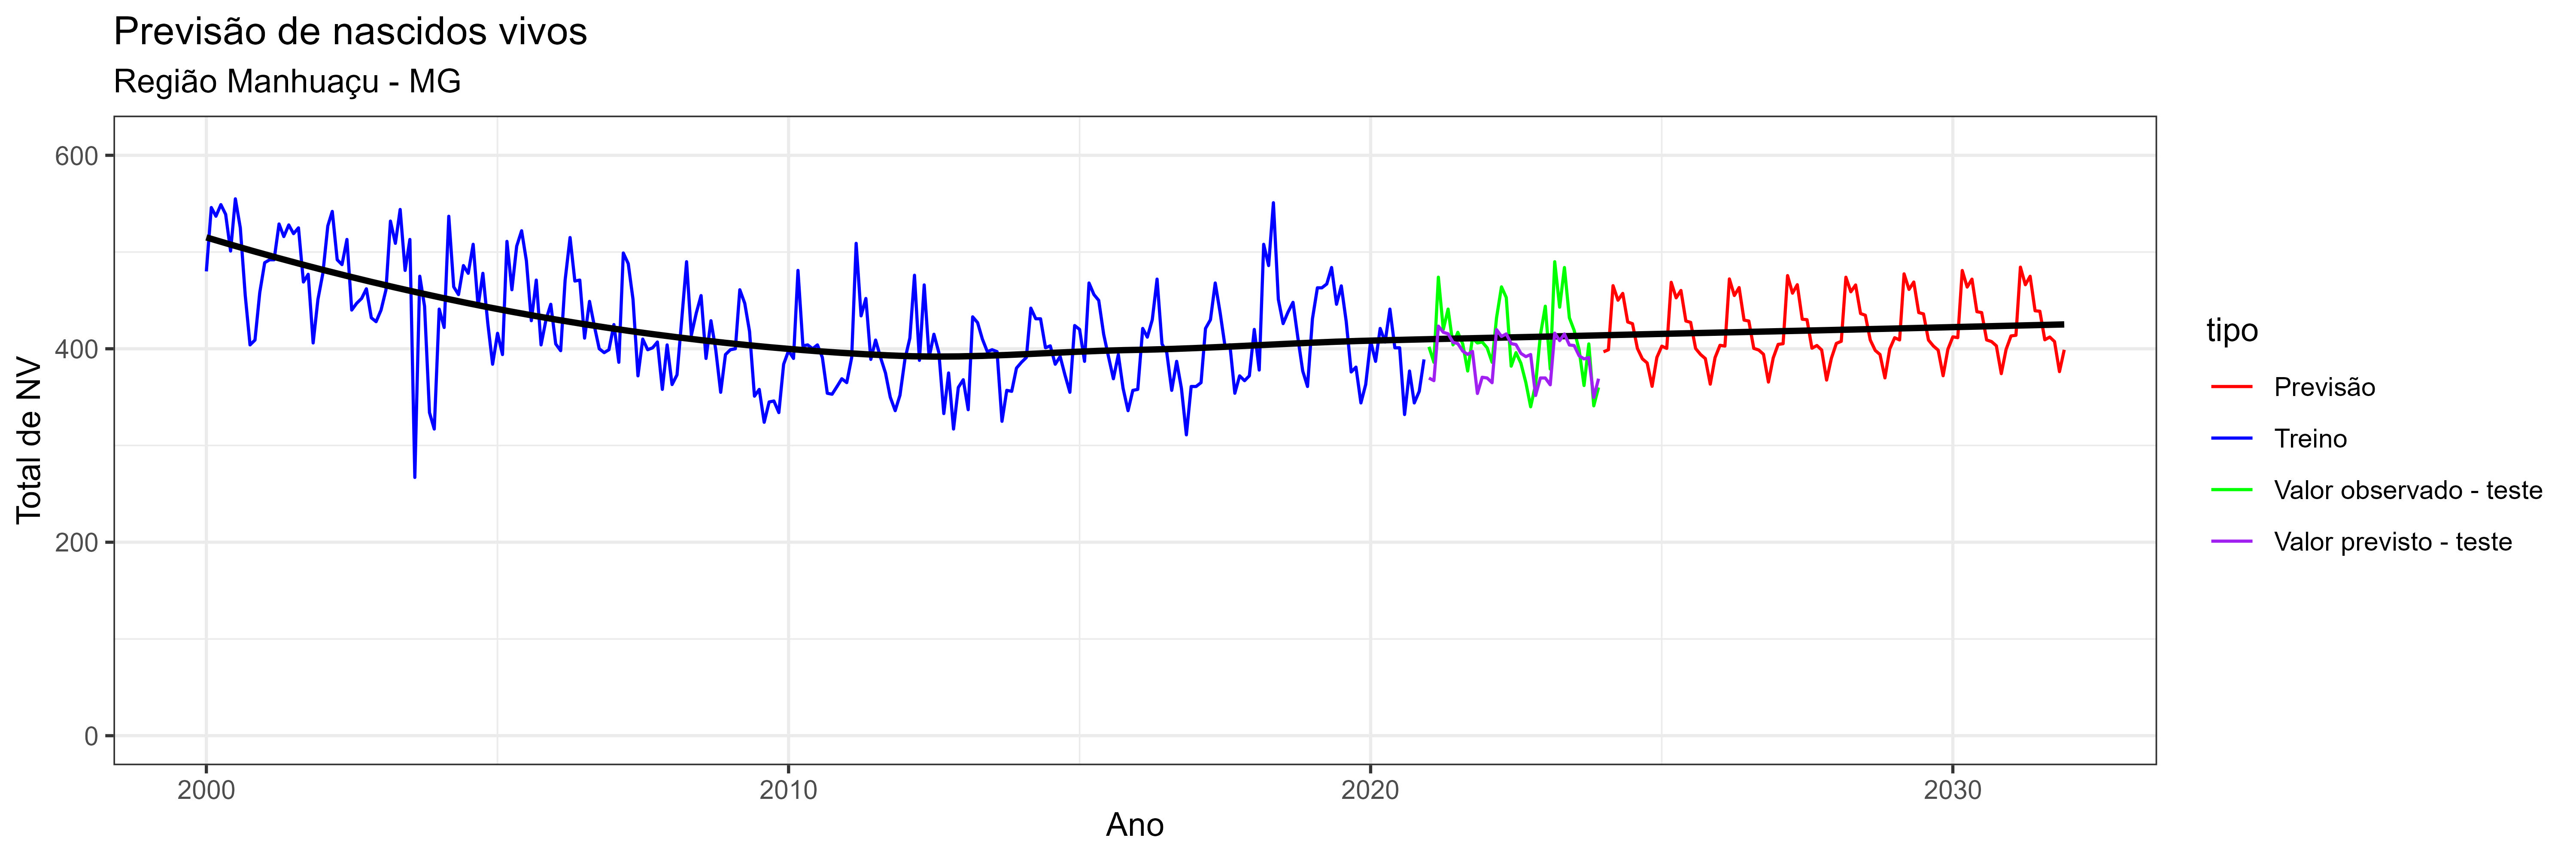 Previsão de nascidos vivos
Região Manhuaçu - MG
Total de NV
600
400
200
0
2000
2010
2020
2030
Ano
tipo
Previsão
Treino
Valor observado - teste
Valor previsto - teste